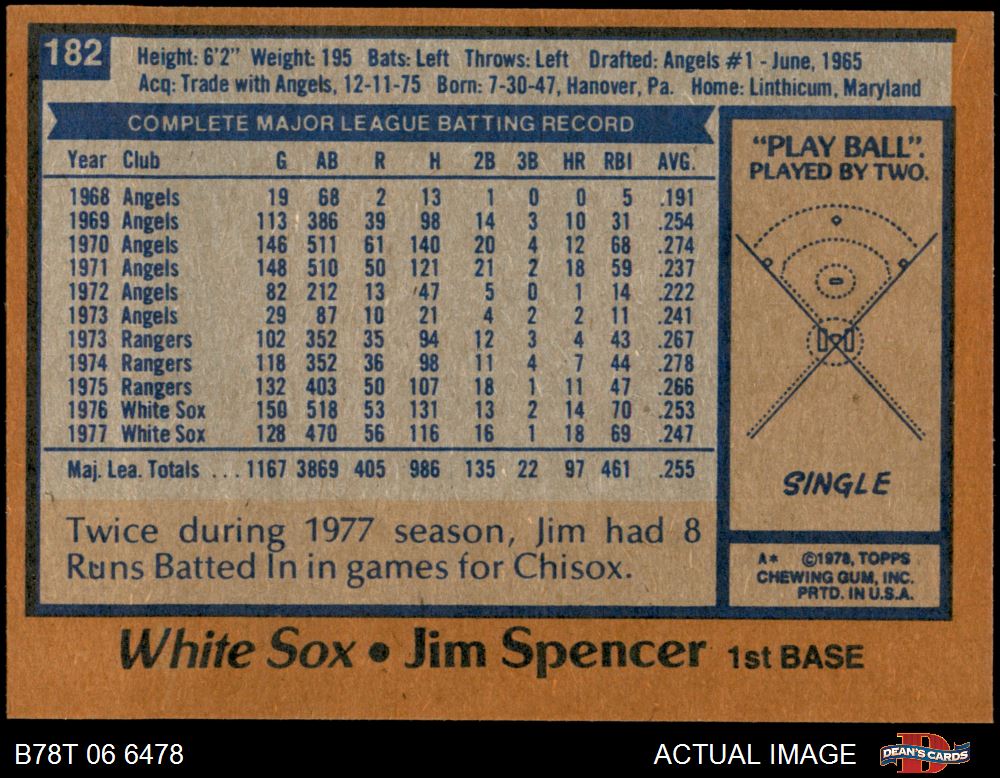 182
Height: 6'2" Weight: 195 Bats: Left Throws: Left Drafted: Angels #1 - June, 1965
Acq: Trade with Angels, 12-11-75 Born: 7-30-47, Hanover, Pa. Home: Linthicum, Maryland
COMPLETE MAJOR LEAGUE BATTING RECORD
Year Club G AB R H 2B 3B HR RBI AVG.
1968 Angels 19 68 2 13 1 0 0 5 .191
1969 Angels 113 386 39 98 14 3 10 31 .254
1970 Angels 146 511 61 140 20 4 12 68 .274
1971 Angels 148 510 50 121 21 2 18 59 .237
1972 Angels 82 212 13 47 5 0 1 14 .222
1973 Angels 29 87 10 21 4 2 2 11 .241
1973 Rangers 102 352 35 94 12 3 4 43 .267
1974 Rangers 118 352 36 98 11 4 7 44 .278
1975 Rangers 132 403 50 107 18 1 11 47 .266
1976 White Sox 150 518 53 131 13 2 14 70 .253
1977 White Sox 128 470 56 116 16 1 18 69 .247
Maj. Lea. Totals ... 1167 3869 405 986 135 22 97 461 .255
Twice during 1977 season, Jim had 8
Runs Batted In in games for Chisox.
"PLAY BALL".
PLAYED BY TWO.
SINGLE
A* ©1978, TOPPS
CHEWING GUM, INC.
PRTD. IN U.S.A.
White Sox • Jim Spencer 1st BASE
B78T 06 6478
ACTUAL IMAGE
DEAN'S CARDS